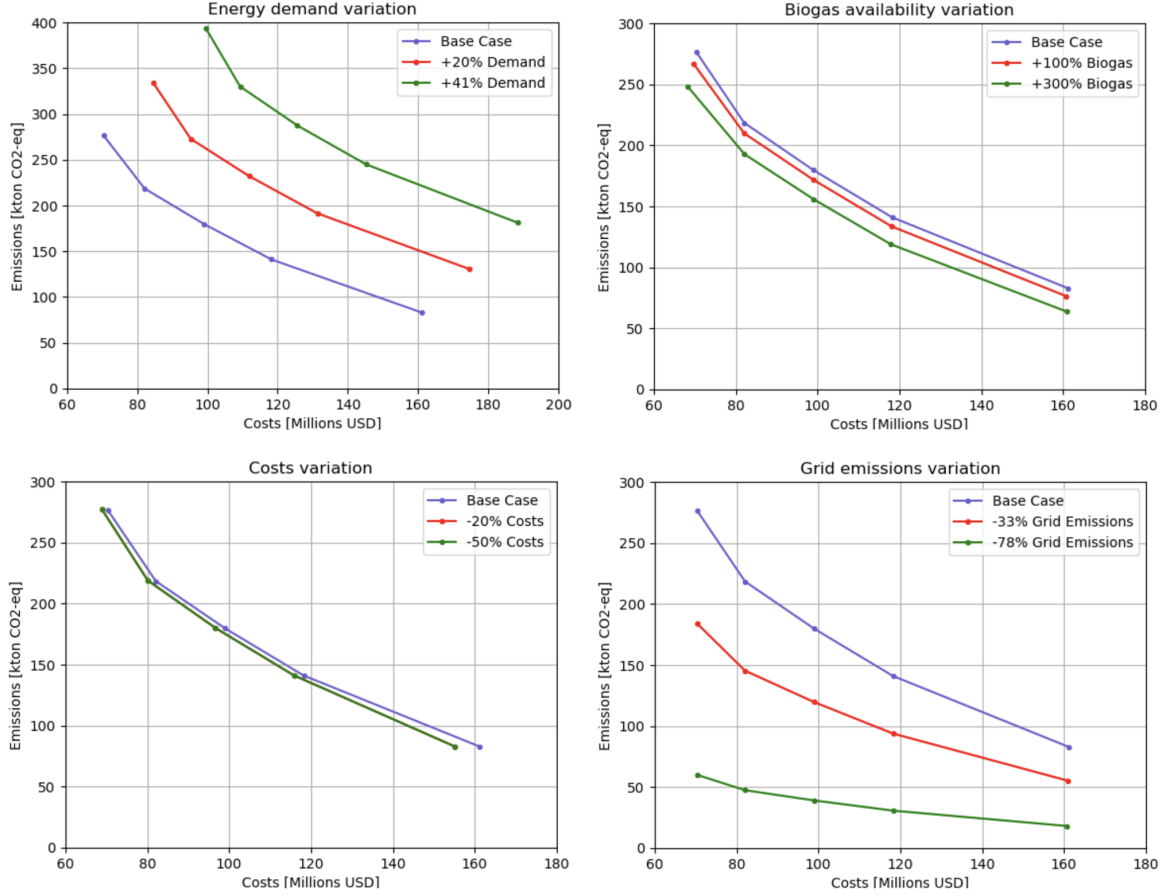 Energy demand variation
400
350
300
250
200
150
100
50
0
Emissions [kton CO2-eq]
Base Case
+20% Demand
+41% Demand
60 80 100 120 140 160 180 200
Costs [Millions USD]
Biogas availability variation
300
250
200
150
100
50
0
Emissions [kton CO2-eq]
Base Case
+100% Biogas
+300% Biogas
60 80 100 120 140 160 180
Costs [Millions USD]
Costs variation
300
250
200
150
100
50
0
Emissions [kton CO2-eq]
Base Case
-20% Costs
-50% Costs
60 80 100 120 140 160 180
Costs [Millions USD]
Grid emissions variation
300
250
200
150
100
50
0
Emissions [kton CO2-eq]
Base Case
-33% Grid Emissions
-78% Grid Emissions
60 80 100 120 140 160 180
Costs [Millions USD]